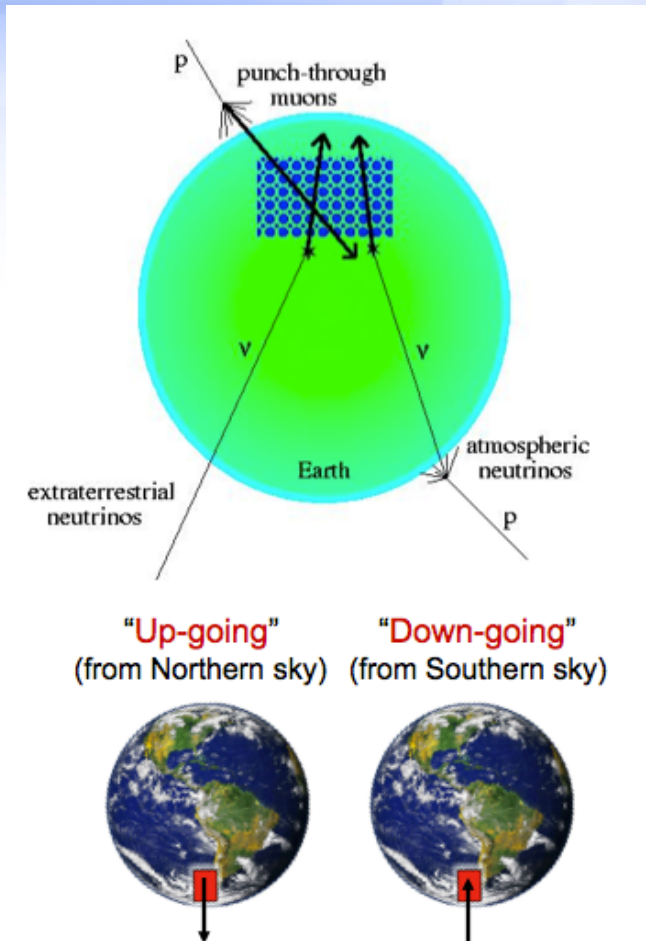 p
punch-through
muons
ν
ν
Earth
atmospheric
neutrinos
extraterrestrial
neutrinos
p
“Up-going”
(from Northern sky)
“Down-going”
(from Southern sky)